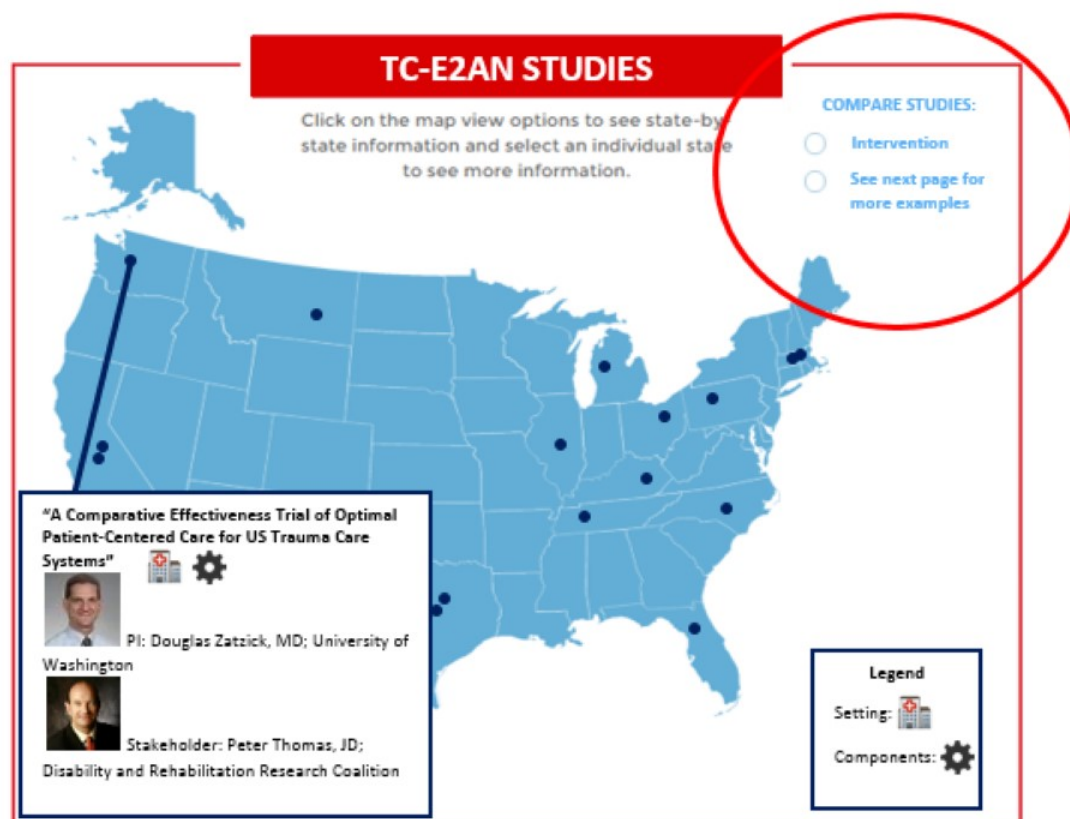 TC-E2AN STUDIES
Click on the map view options to see state-by-
state information and select an individual state
to see more information.
COMPARE STUDIES:
Intervention
See next page for
more examples
"A Comparative Effectiveness Trial of Optimal
Patient-Centered Care for US Trauma Care
Systems"
PI: Douglas Zatzick, MD; University of
Washington
Stakeholder: Peter Thomas, JD;
Disability and Rehabilitation Research Coalition
Legend
Setting:
Components: